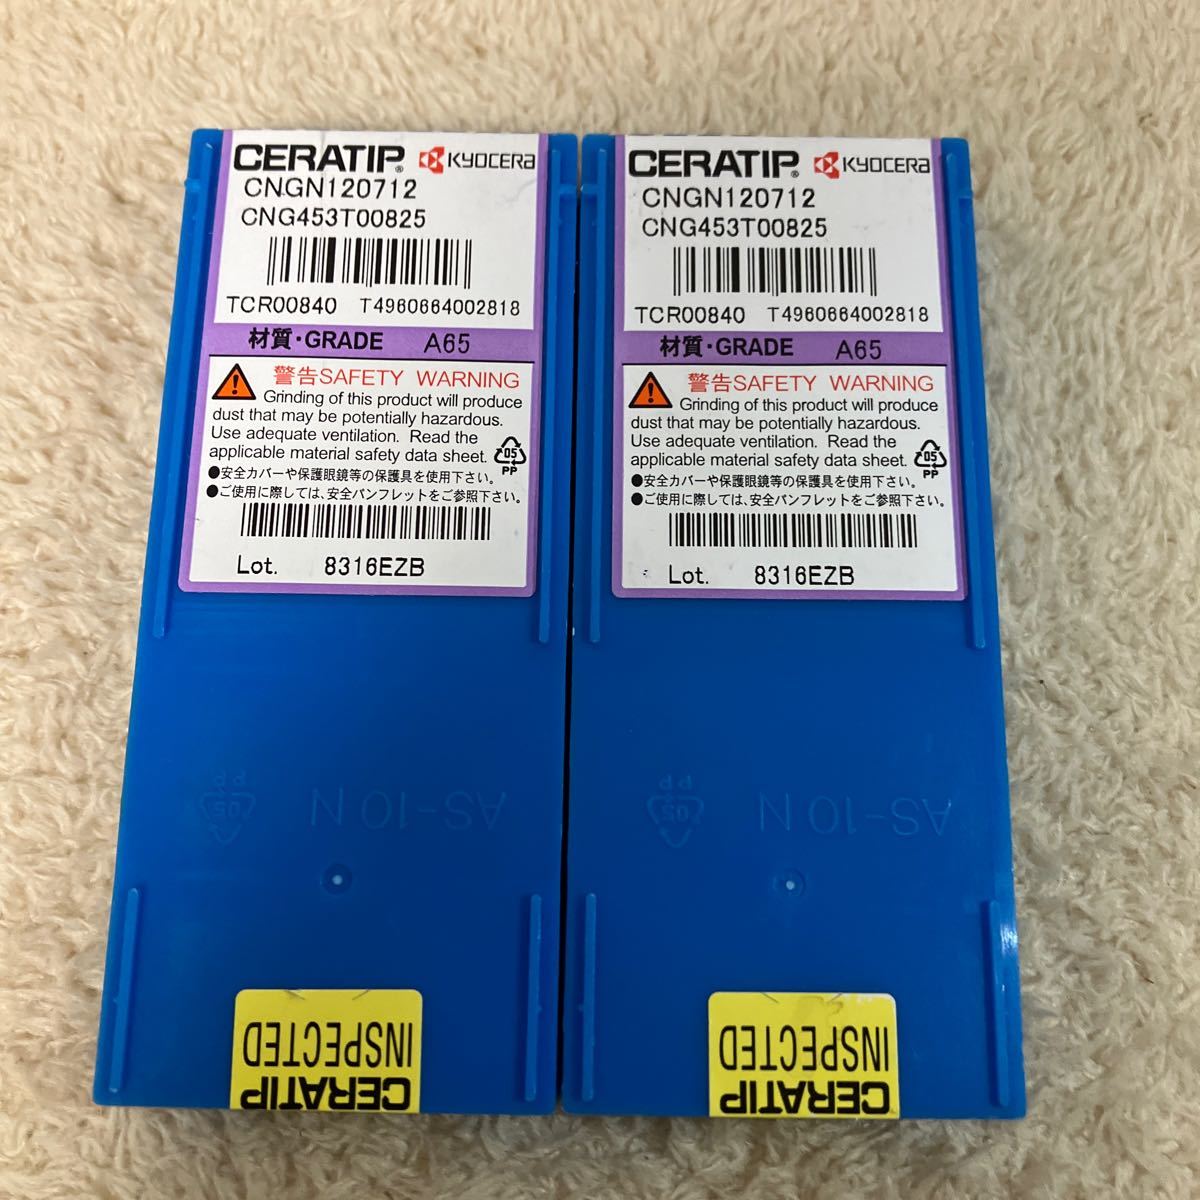 CERATIP® KYOCERA
CNGN120712
CNG453T00825
TCR00840 T4960664002818
材質・GRADE A65
警告SAFETY WARNING
Grinding of this product will produce
dust that may be potentially hazardous.
Use adequate ventilation. Read the
applicable material safety data sheet.
05
PP
●安全カバーや保護眼鏡等の保護具を使用下さい。
●ご使用に際しては、安全パンフレットをご参照下さい。
Lot. 8316EZB
AS-10N
05
PP
CERATIP
INSPECTED
CERATIP® KYOCERA
CNGN120712
CNG453T00825
TCR00840 T4960664002818
材質・GRADE A65
警告SAFETY WARNING
Grinding of this product will produce
dust that may be potentially hazardous.
Use adequate ventilation. Read the
applicable material safety data sheet.
05
PP
●安全カバーや保護眼鏡等の保護具を使用下さい。
●ご使用に際しては、安全パンフレットをご参照下さい。
Lot. 8316EZB
AS-10N
05
PP
CERATIP
INSPECTED